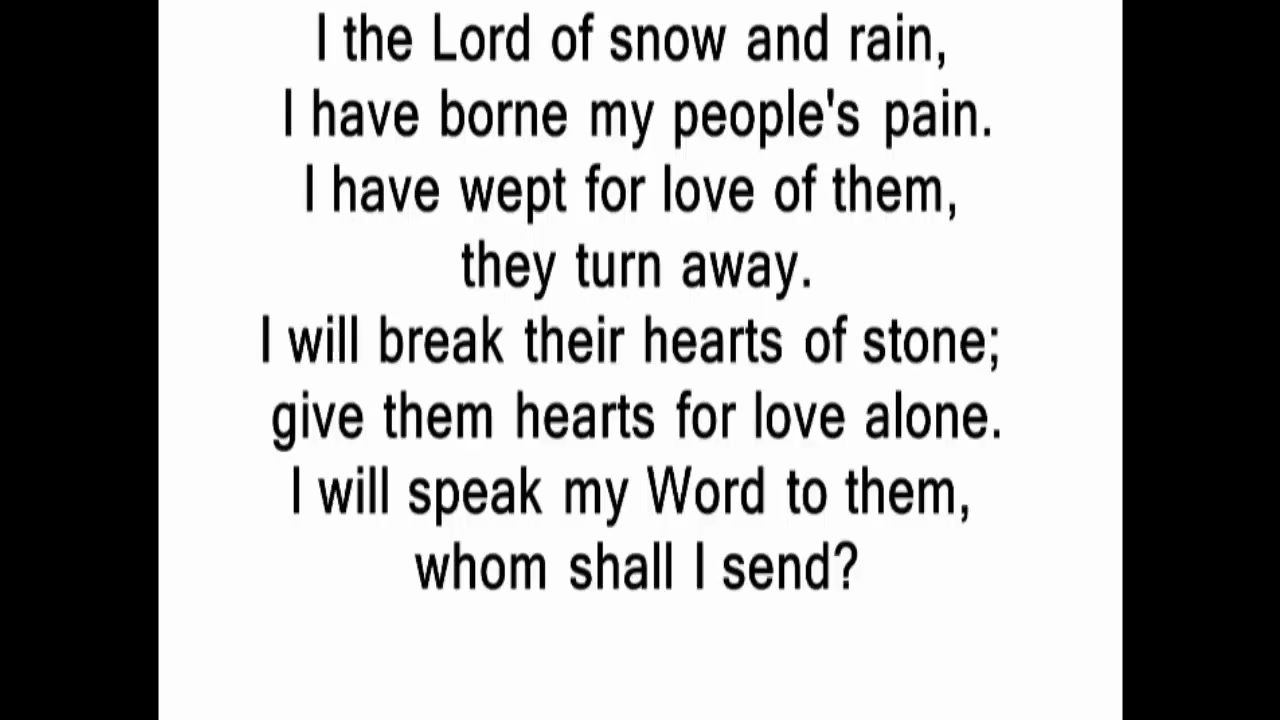 I the Lord of snow and rain,
I have borne my people's pain.
I have wept for love of them,
they turn away.
I will break their hearts of stone;
give them hearts for love alone.
I will speak my Word to them,
whom shall I send?